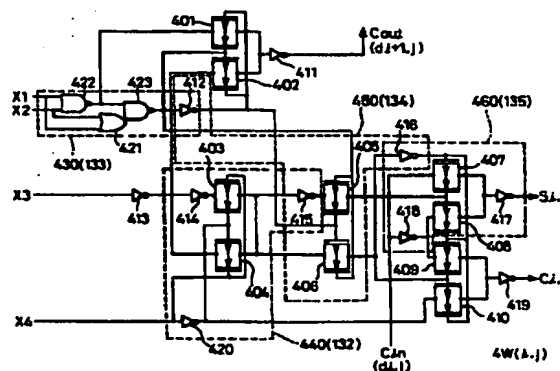 401
Cout
(di+1,j)
402
411
422
423
412
X1
X2
421
430(133)
403
480(134)
460(135)
405
416
407
X3
413
414
415
417
Si.
418
408
409
404
406
Ci.
419
410
X4
420
440(132)
Cin
(di,j)
4W(i,j)